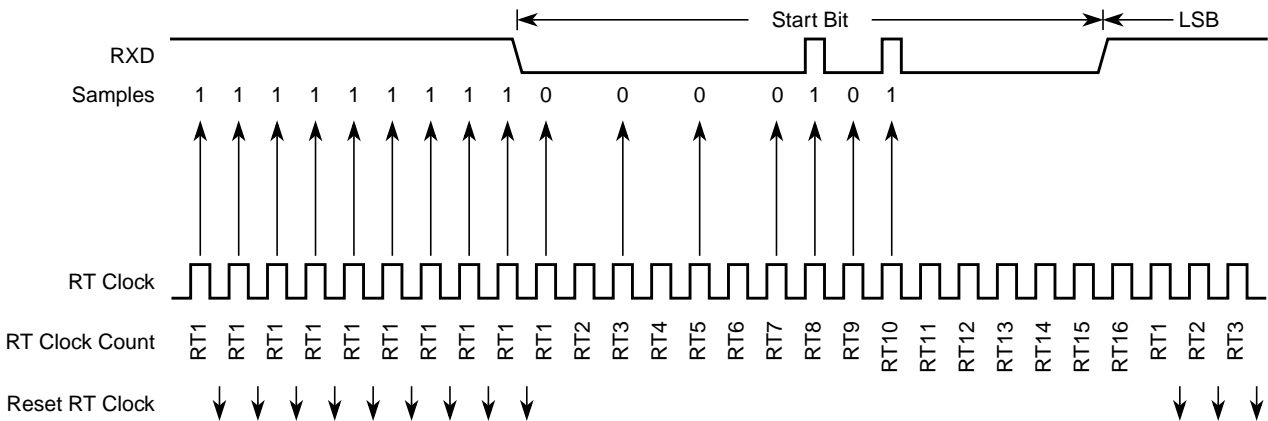 Start Bit LSB
RXD
Samples 1 1 1 1 1 1 1 1 1 0 0 0 0 1 0 1
RT Clock
RT Clock Count RT1 RT1 RT1 RT1 RT1 RT1 RT1 RT1 RT1 RT1 RT2 RT3 RT4 RT5 RT6 RT7 RT8 RT9 RT10 RT11 RT12 RT13 RT14 RT15 RT16 RT1 RT2 RT3
Reset RT Clock